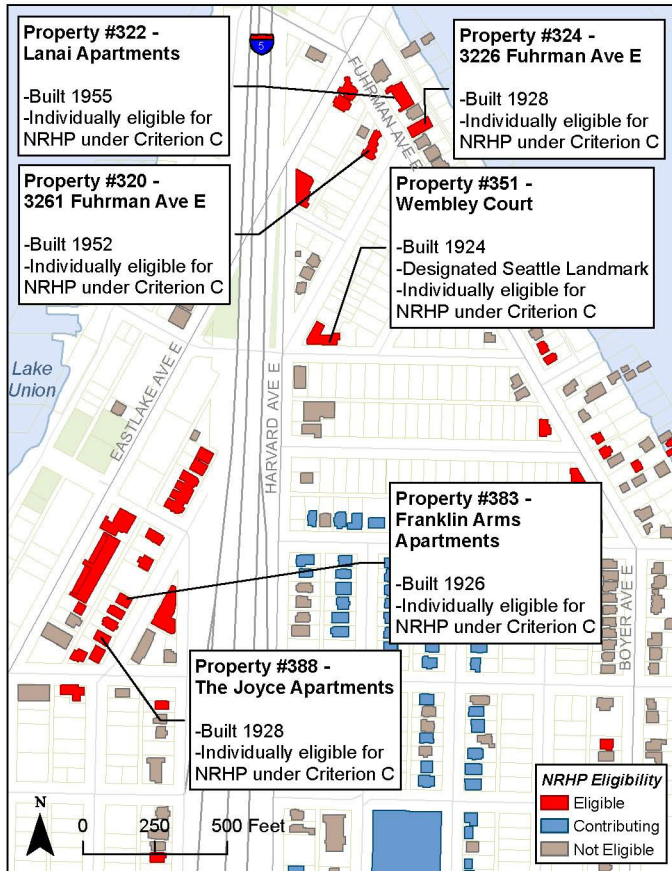 Property #322 -
Lanai Apartments
-Built 1955
-Individually eligible for
NRHP under Criterion C
5
Property #324 -
3226 Fuhrman Ave E
-Built 1928
-Individually eligible for
NRHP under Criterion C
FUHRMAN AVE E
Property #320 -
3261 Fuhrman Ave E
-Built 1952
-Individually eligible for
NRHP under Criterion C
Property #351 -
Wembley Court
-Built 1924
-Designated Seattle Landmark
-Individually eligible for
NRHP under Criterion C
Lake
Union
EASTLAKE AVE E
HARVARD AVE E
Property #383 -
Franklin Arms
Apartments
-Built 1926
-Individually eligible for
NRHP under Criterion C
BOYER AVE E
Property #388 -
The Joyce Apartments
-Built 1928
-Individually eligible for
NRHP under Criterion C
N
0 250 500 Feet
NRHP Eligibility
Eligible
Contributing
Not Eligible